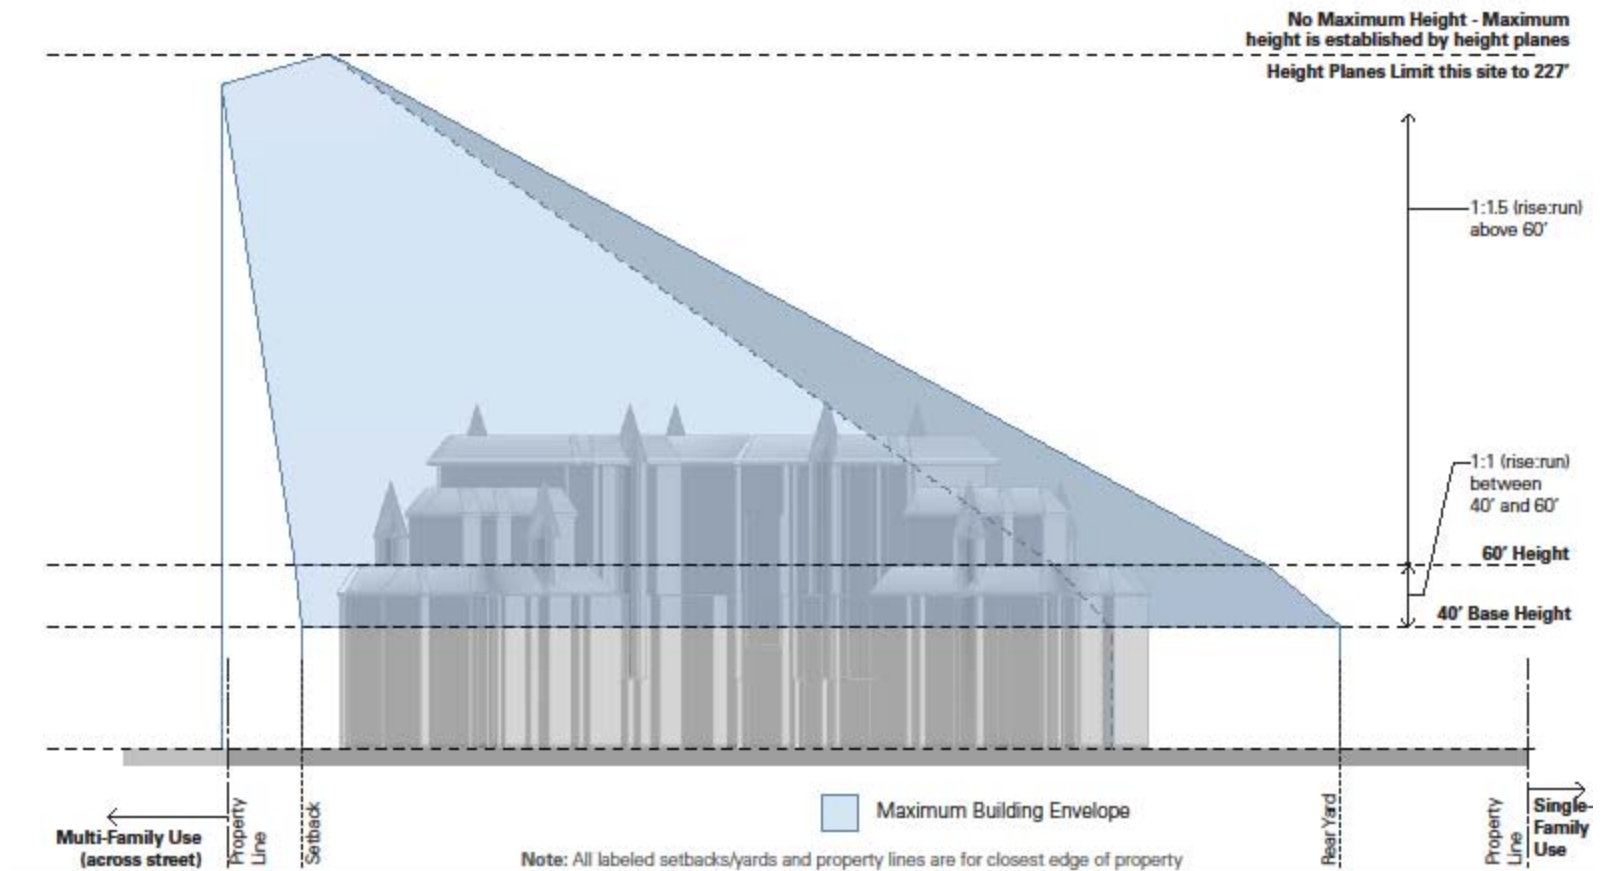 No Maximum Height - Maximum
height is established by height planes
Height Planes Limit this site to 227'
1:1.5 (rise:run)
above 60'
1:1 (rise:run)
between
40' and 60'
60' Height
40' Base Height
Multi-Family Use
(across street)
Property
Line
Setback
Maximum Building Envelope
Note: All labeled setbacks/yards and property lines are for closest edge of property
Rear Yard
Property
Line
Single-
Family
Use